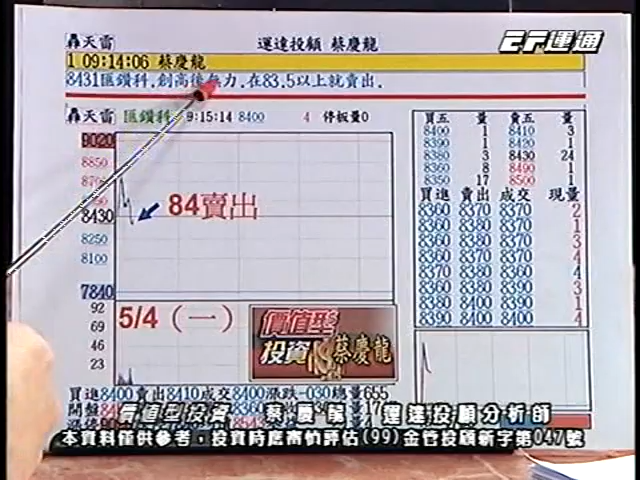 轟天雷 運達投顧 蔡慶龍
EF運通
1 09:14:06 蔡慶龍
8431匯鑽科,創高後無力,在83.5以上就賣出.
轟天雷 匯鑽科 9:15:14 8400 4 停板量0
買五 量 賣五 量
8400 1 8410 3
8390 1 8420 1
8380 3 8430 24
8360 8 8490 1
8350 17 8500 1
買進 賣出 成交 現量
8360 8370 8370 2
8360 8380 8380 1
8360 8370 8370 3
8360 8370 8370 4
8370 8380 8360 4
8360 8380 8390 3
8380 8400 8390 1
8390 8400 8400 4
9020
8850
8430
8250
8100
7840
92
69
46
23
84賣出
5/4（一）
價值型
投資 蔡慶龍
買進8400賣出8410成交8400漲跌-030總量655
開盤
價值型投資 蔡慶龍 運達投顧分析師
本資料僅供參考，投資時應審慎評估(99)金管投顧新字第047號